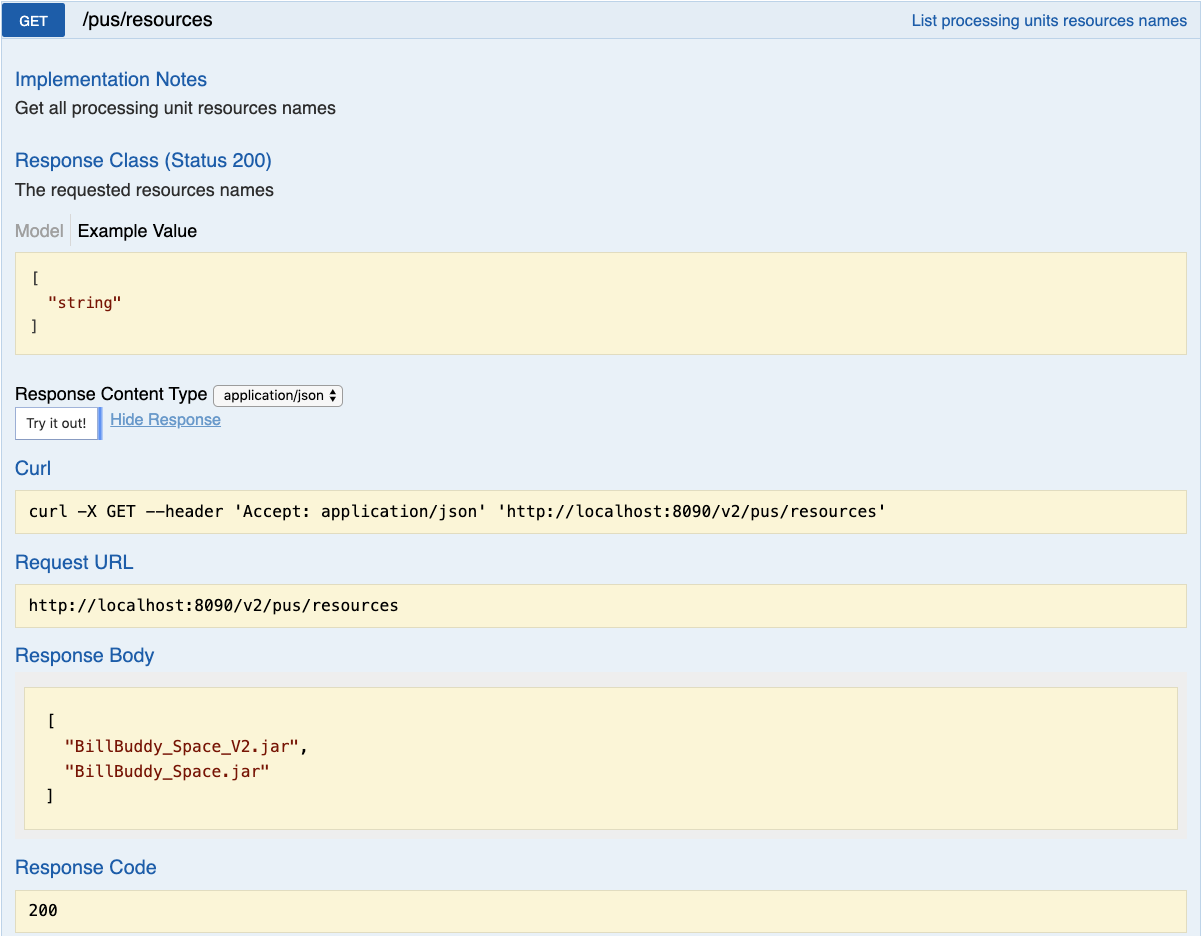 GET /pus/resources List processing units resources names
Implementation Notes
Get all processing unit resources names
Response Class (Status 200)
The requested resources names
Model Example Value
[
  "string"
]
Response Content Type application/json
Try it out! Hide Response
Curl
curl -X GET --header 'Accept: application/json' 'http://localhost:8090/v2/pus/resources'
Request URL
http://localhost:8090/v2/pus/resources
Response Body
[
  "BillBuddy_Space_V2.jar",
  "BillBuddy_Space.jar"
]
Response Code
200